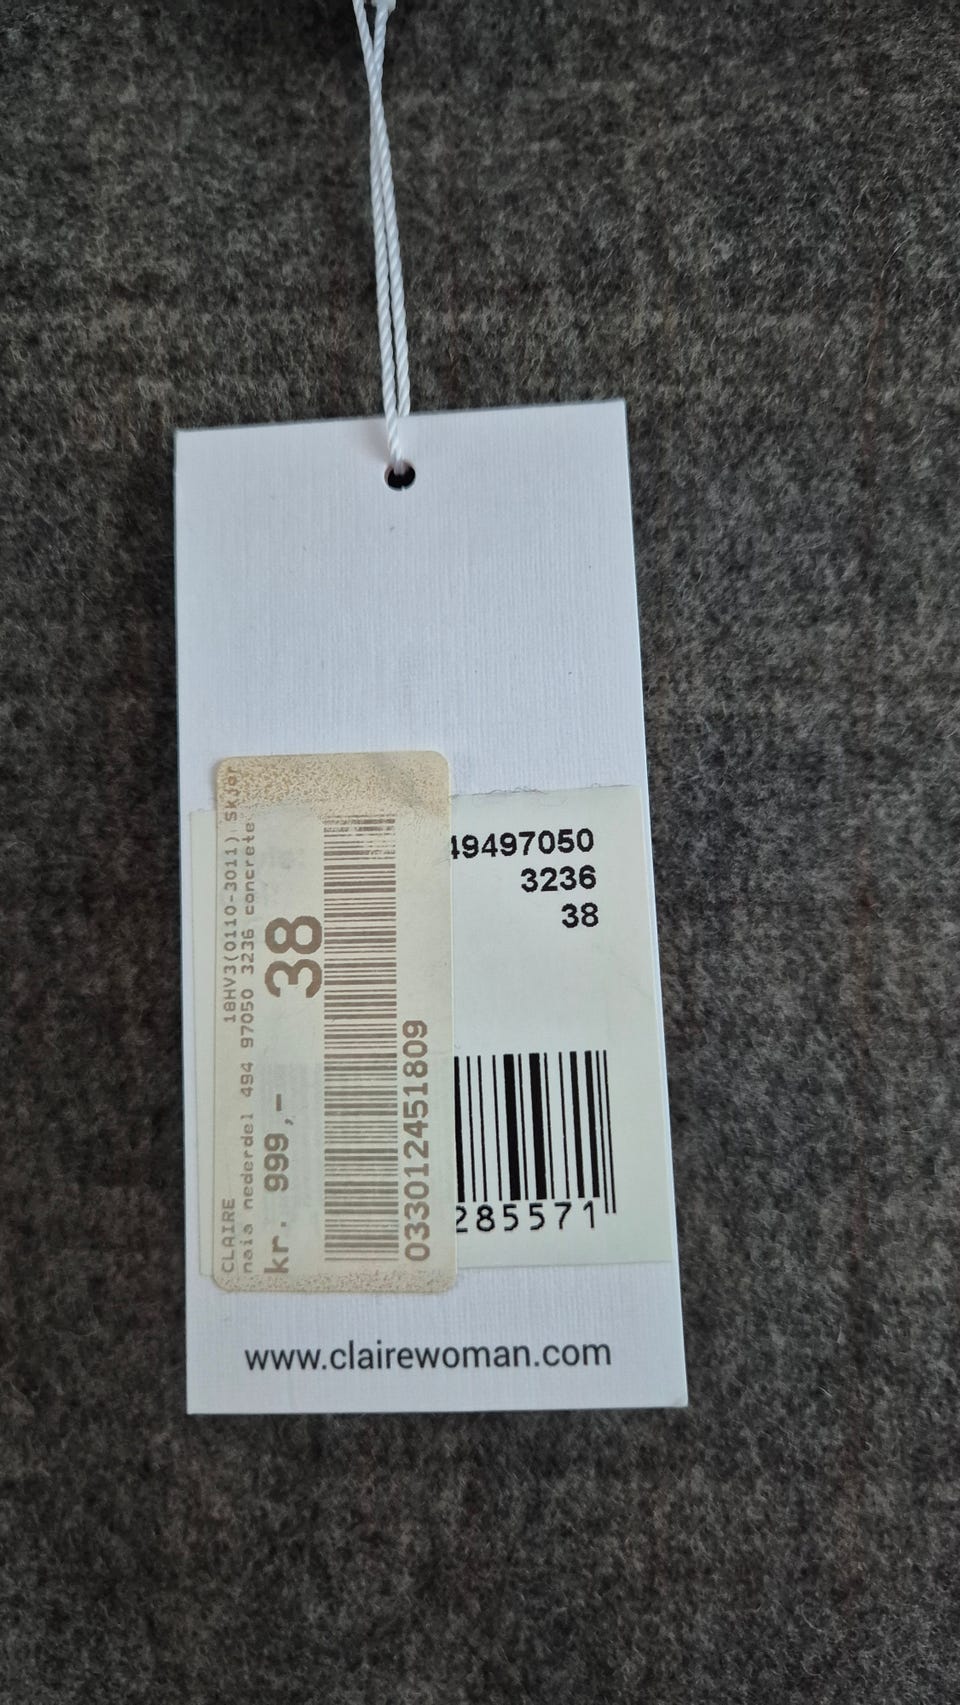 CLAIRE 18HV3(0110-3011) Skjør
naia nederdel 494 97050 3236 concrete
kr. 999,- 38
033012451809
49497050
3236
38
285571
www.clairewoman.com